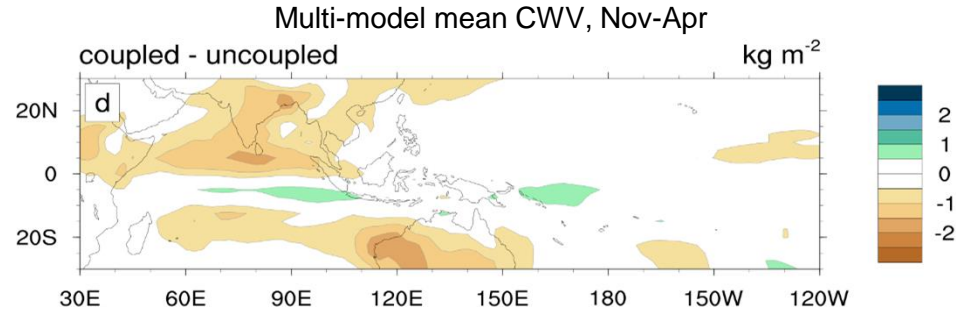 Multi-model mean CWV, Nov-Apr
coupled - uncoupled kg m-2
d
20N
0
20S
30E 60E 90E 120E 150E 180 150W 120W
2
1
0
-1
-2